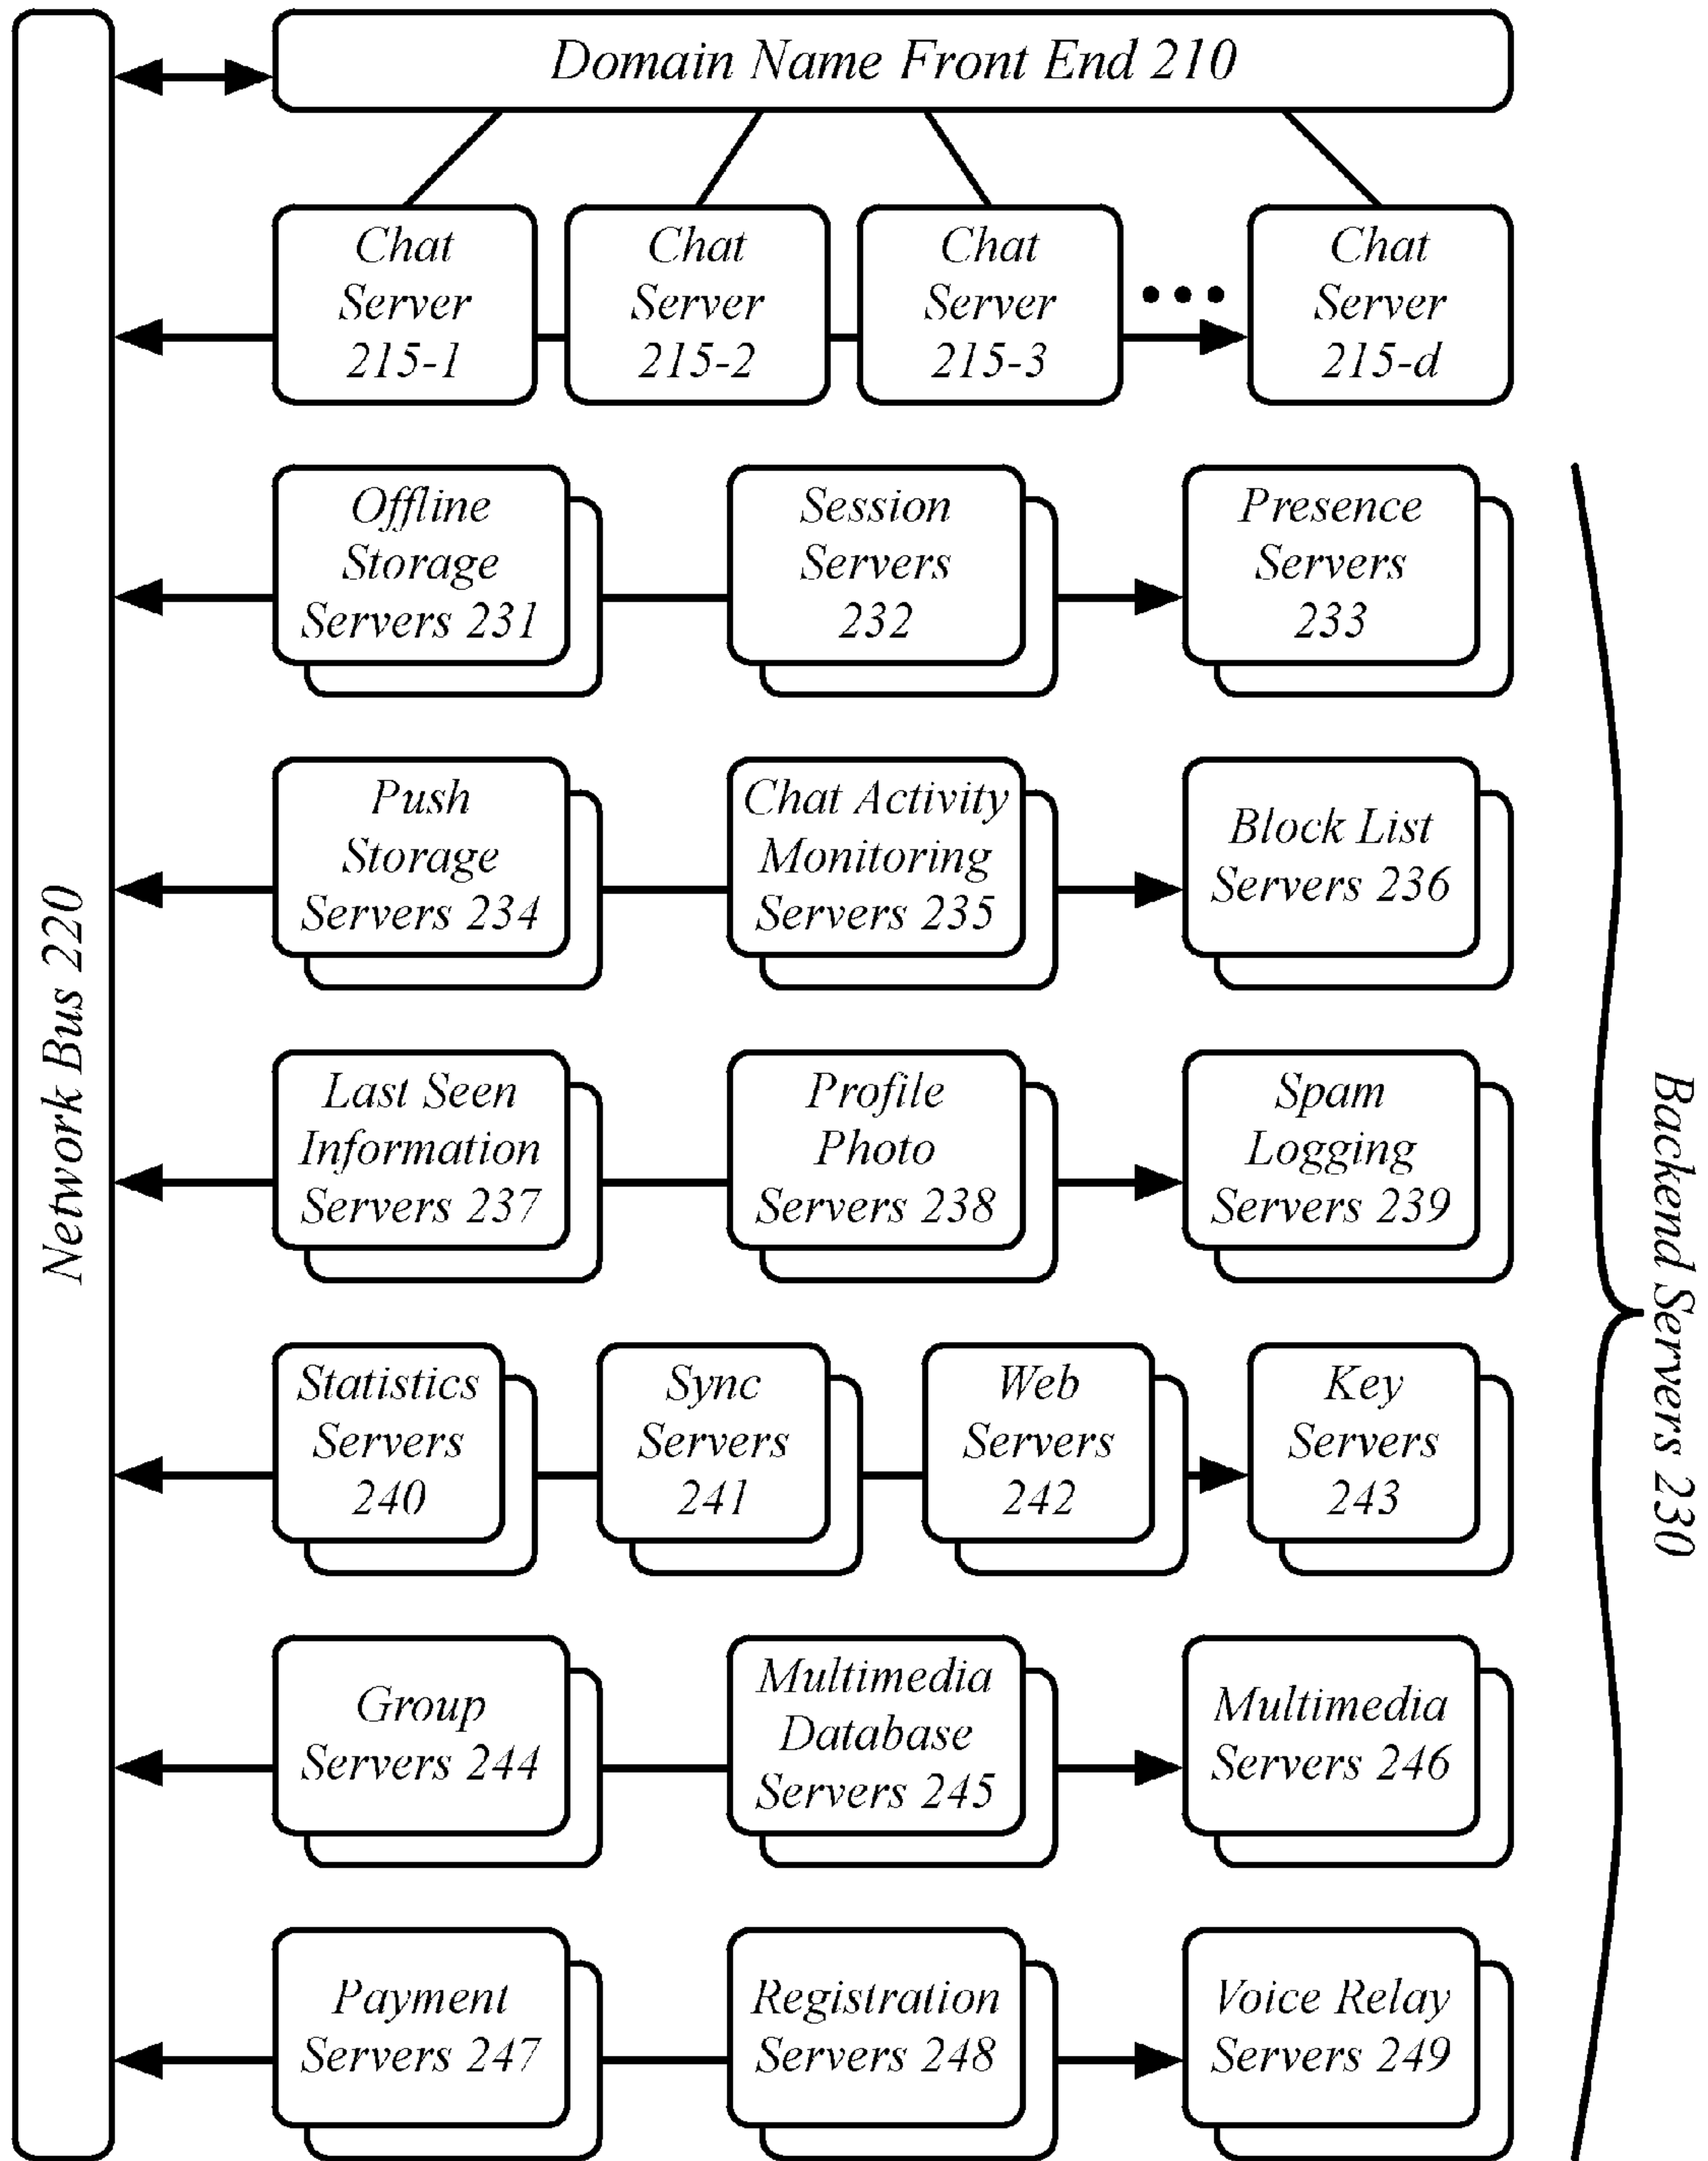 Domain Name Front End 210
Chat
Server
215-1
Chat
Server
215-2
Chat
Server
215-3
Chat
Server
215-d
Offline
Storage
Servers 231
Session
Servers
232
Presence
Servers
233
Push
Storage
Servers 234
Chat Activity
Monitoring
Servers 235
Block List
Servers 236
Last Seen
Information
Servers 237
Profile
Photo
Servers 238
Spam
Logging
Servers 239
Statistics
Servers
240
Sync
Servers
241
Web
Servers
242
Key
Servers
243
Group
Servers 244
Multimedia
Database
Servers 245
Multimedia
Servers 246
Payment
Servers 247
Registration
Servers 248
Voice Relay
Servers 249
Network Bus 220
Backend Servers 230